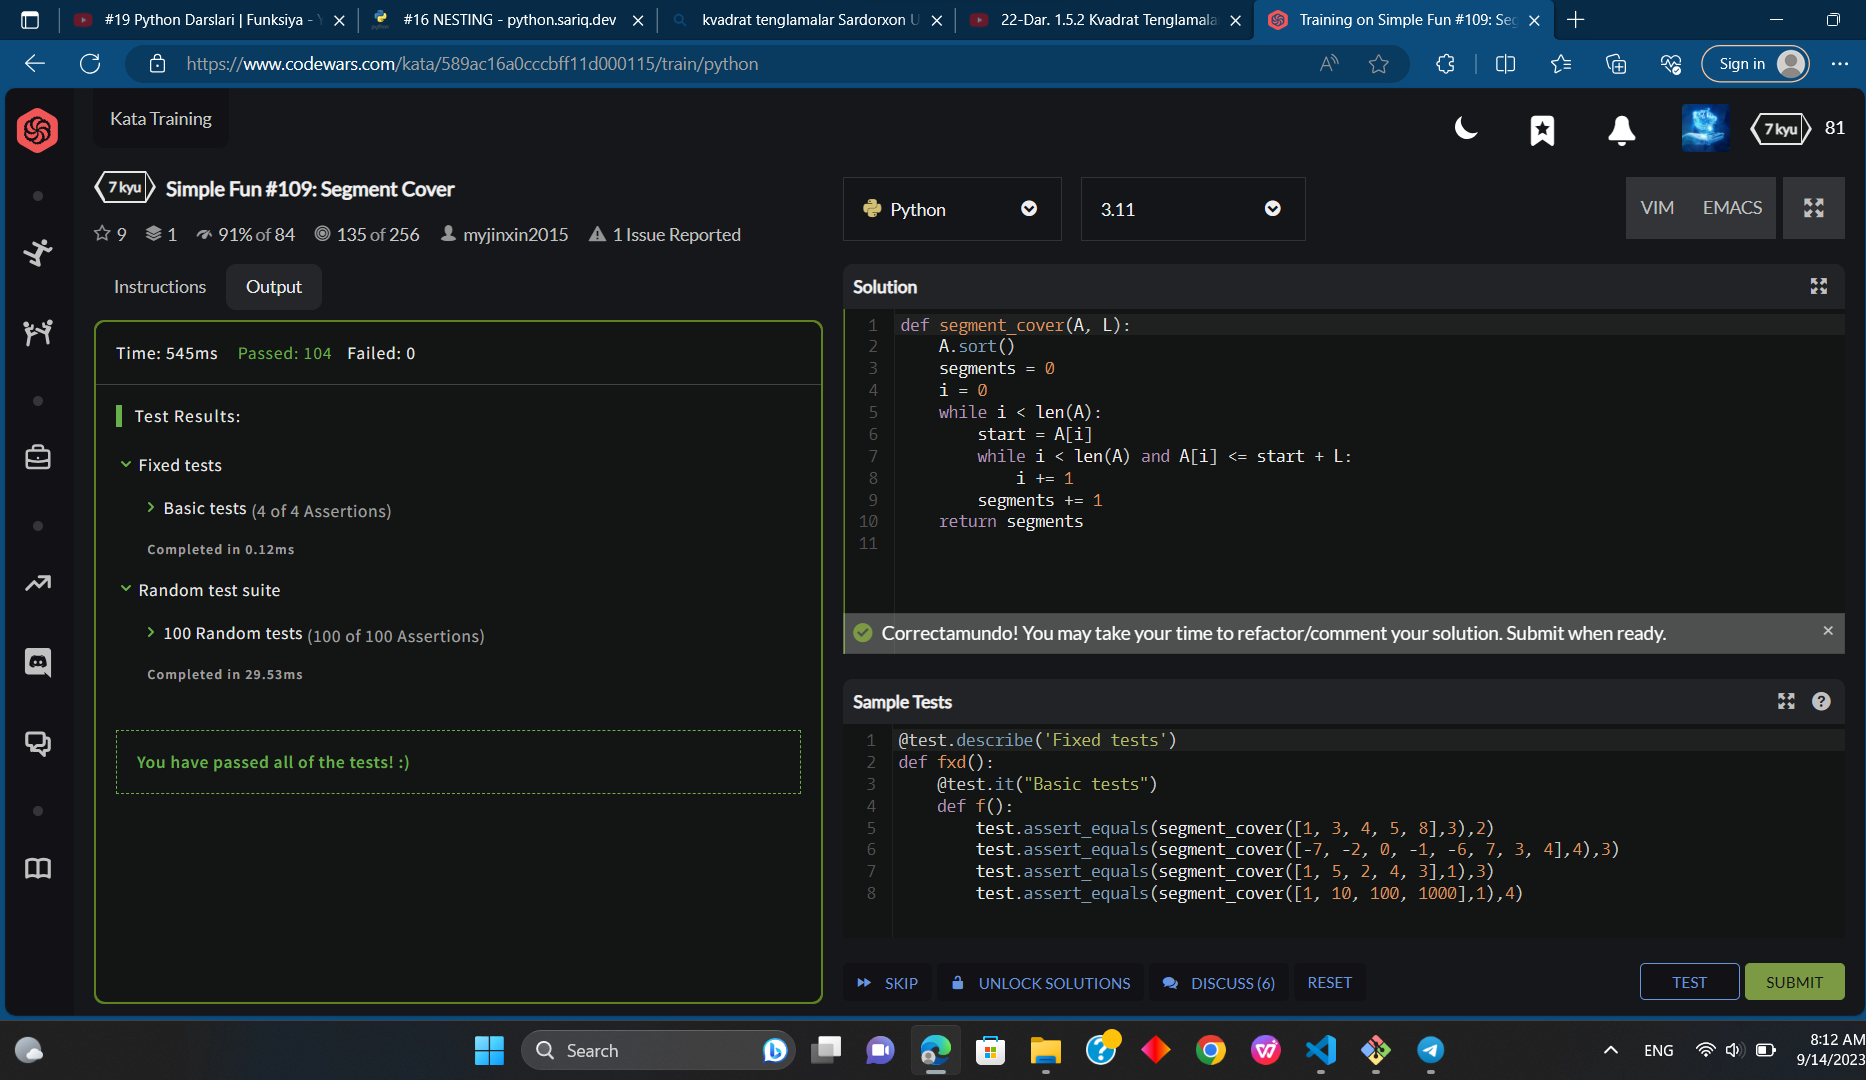 #19 Python Darslari | Funksiya -
#16 NESTING - python.sariq.dev
kvadrat tenglamalar Sardorxon U
22-Dar. 1.5.2 Kvadrat Tenglamala
Training on Simple Fun #109: Seg
https://www.codewars.com/kata/589ac16a0cccbff11d000115/train/python
Sign in
Kata Training
7 kyu
81
7 kyu
Simple Fun #109: Segment Cover
9
1
91% of 84
135 of 256
myjinxin2015
1 Issue Reported
Python
3.11
VIM
EMACS
Instructions
Output
Time: 545ms Passed: 104 Failed: 0
Test Results:
Fixed tests
Basic tests (4 of 4 Assertions)
Completed in 0.12ms
Random test suite
100 Random tests (100 of 100 Assertions)
Completed in 29.53ms
You have passed all of the tests! :)
Solution
1 def segment_cover(A, L):
2     A.sort()
3     segments = 0
4     i = 0
5     while i < len(A):
6         start = A[i]
7         while i < len(A) and A[i] <= start + L:
8             i += 1
9         segments += 1
10     return segments
11
Correctamundo! You may take your time to refactor/comment your solution. Submit when ready.
Sample Tests
1 @test.describe('Fixed tests')
2 def fxd():
3     @test.it("Basic tests")
4     def f():
5         test.assert_equals(segment_cover([1, 3, 4, 5, 8],3),2)
6         test.assert_equals(segment_cover([-7, -2, 0, -1, -6, 7, 3, 4],4),3)
7         test.assert_equals(segment_cover([1, 5, 2, 4, 3],1),3)
8         test.assert_equals(segment_cover([1, 10, 100, 1000],1),4)
SKIP
UNLOCK SOLUTIONS
DISCUSS (6)
RESET
TEST
SUBMIT
Search
ENG
8:12 AM
9/14/2023